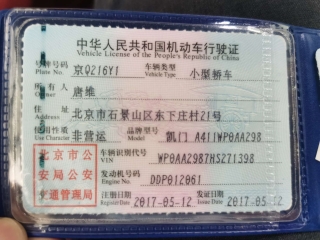 中华人民共和国机动车行驶证
Vehicle License of the People's Republic of China
号牌号码 京Q216Y1 车辆类型 小型轿车
Plate No. Vehicle Type
所有人 唐维
Owner
住址 北京市石景山区东下庄村21号
Address
使用性质 非营运 品牌型号
Use Character Model
北京市公 车辆识别代号
VIN
安局公安 发动机号码 DDP012061
Engine No.
交通管理局 注册日期 2017-05-12 发证日期 2017-05-12
Register Date Issue Date